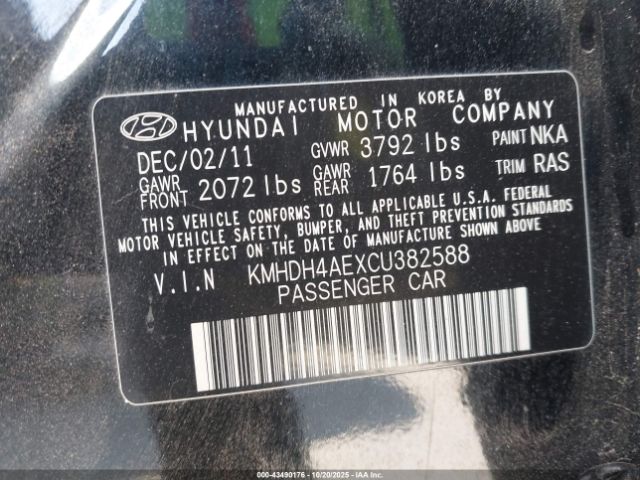 MANUFACTURED IN KOREA BY
HYUNDAI MOTOR COMPANY
DEC/02/11 GVWR 3792 lbs PAINT NKA
GAWR FRONT 2072 lbs GAWR REAR 1764 lbs TRIM RAS
THIS VEHICLE CONFORMS TO ALL APPLICABLE U.S.A. FEDERAL
MOTOR VEHICLE SAFETY, BUMPER, AND THEFT PREVENTION STANDARDS
IN EFFECT ON THE DATE OF MANUFACTURE SHOWN ABOVE.
V.I.N KMHDH4AEXCU382588
PASSENGER CAR
000-43490176 - 10/20/2025 - IAAI.COM